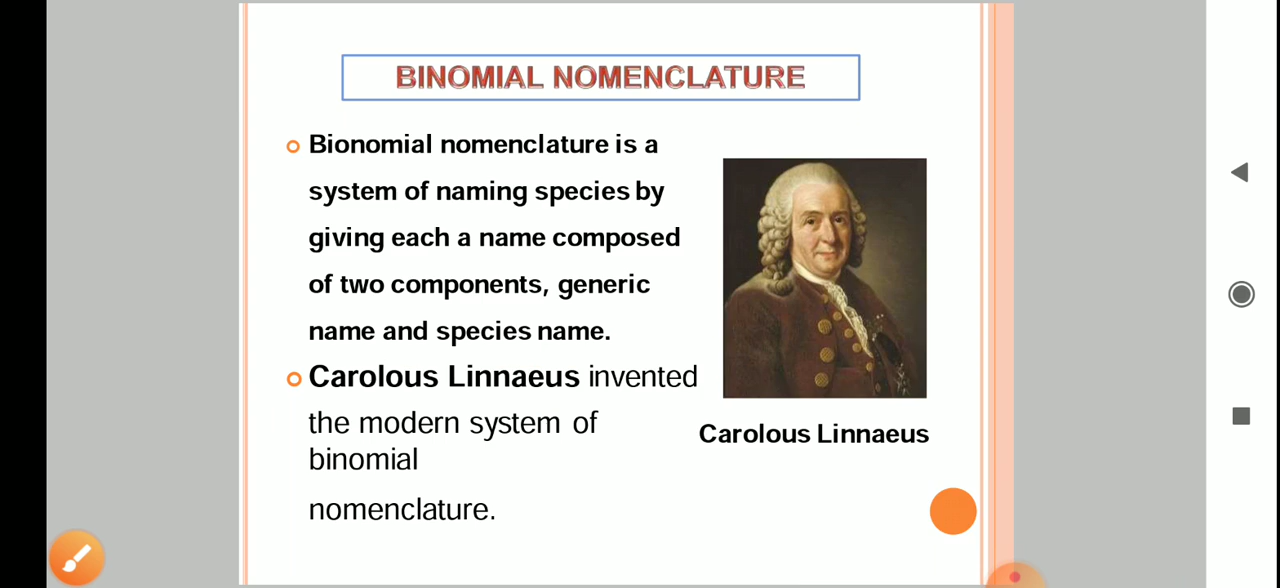 BINOMIAL NOMENCLATURE
Bionomial nomenclature is a
system of naming species by
giving each a name composed
of two components, generic
name and species name.
Carolous Linnaeus invented
the modern system of
binomial
nomenclature.
Carolous Linnaeus